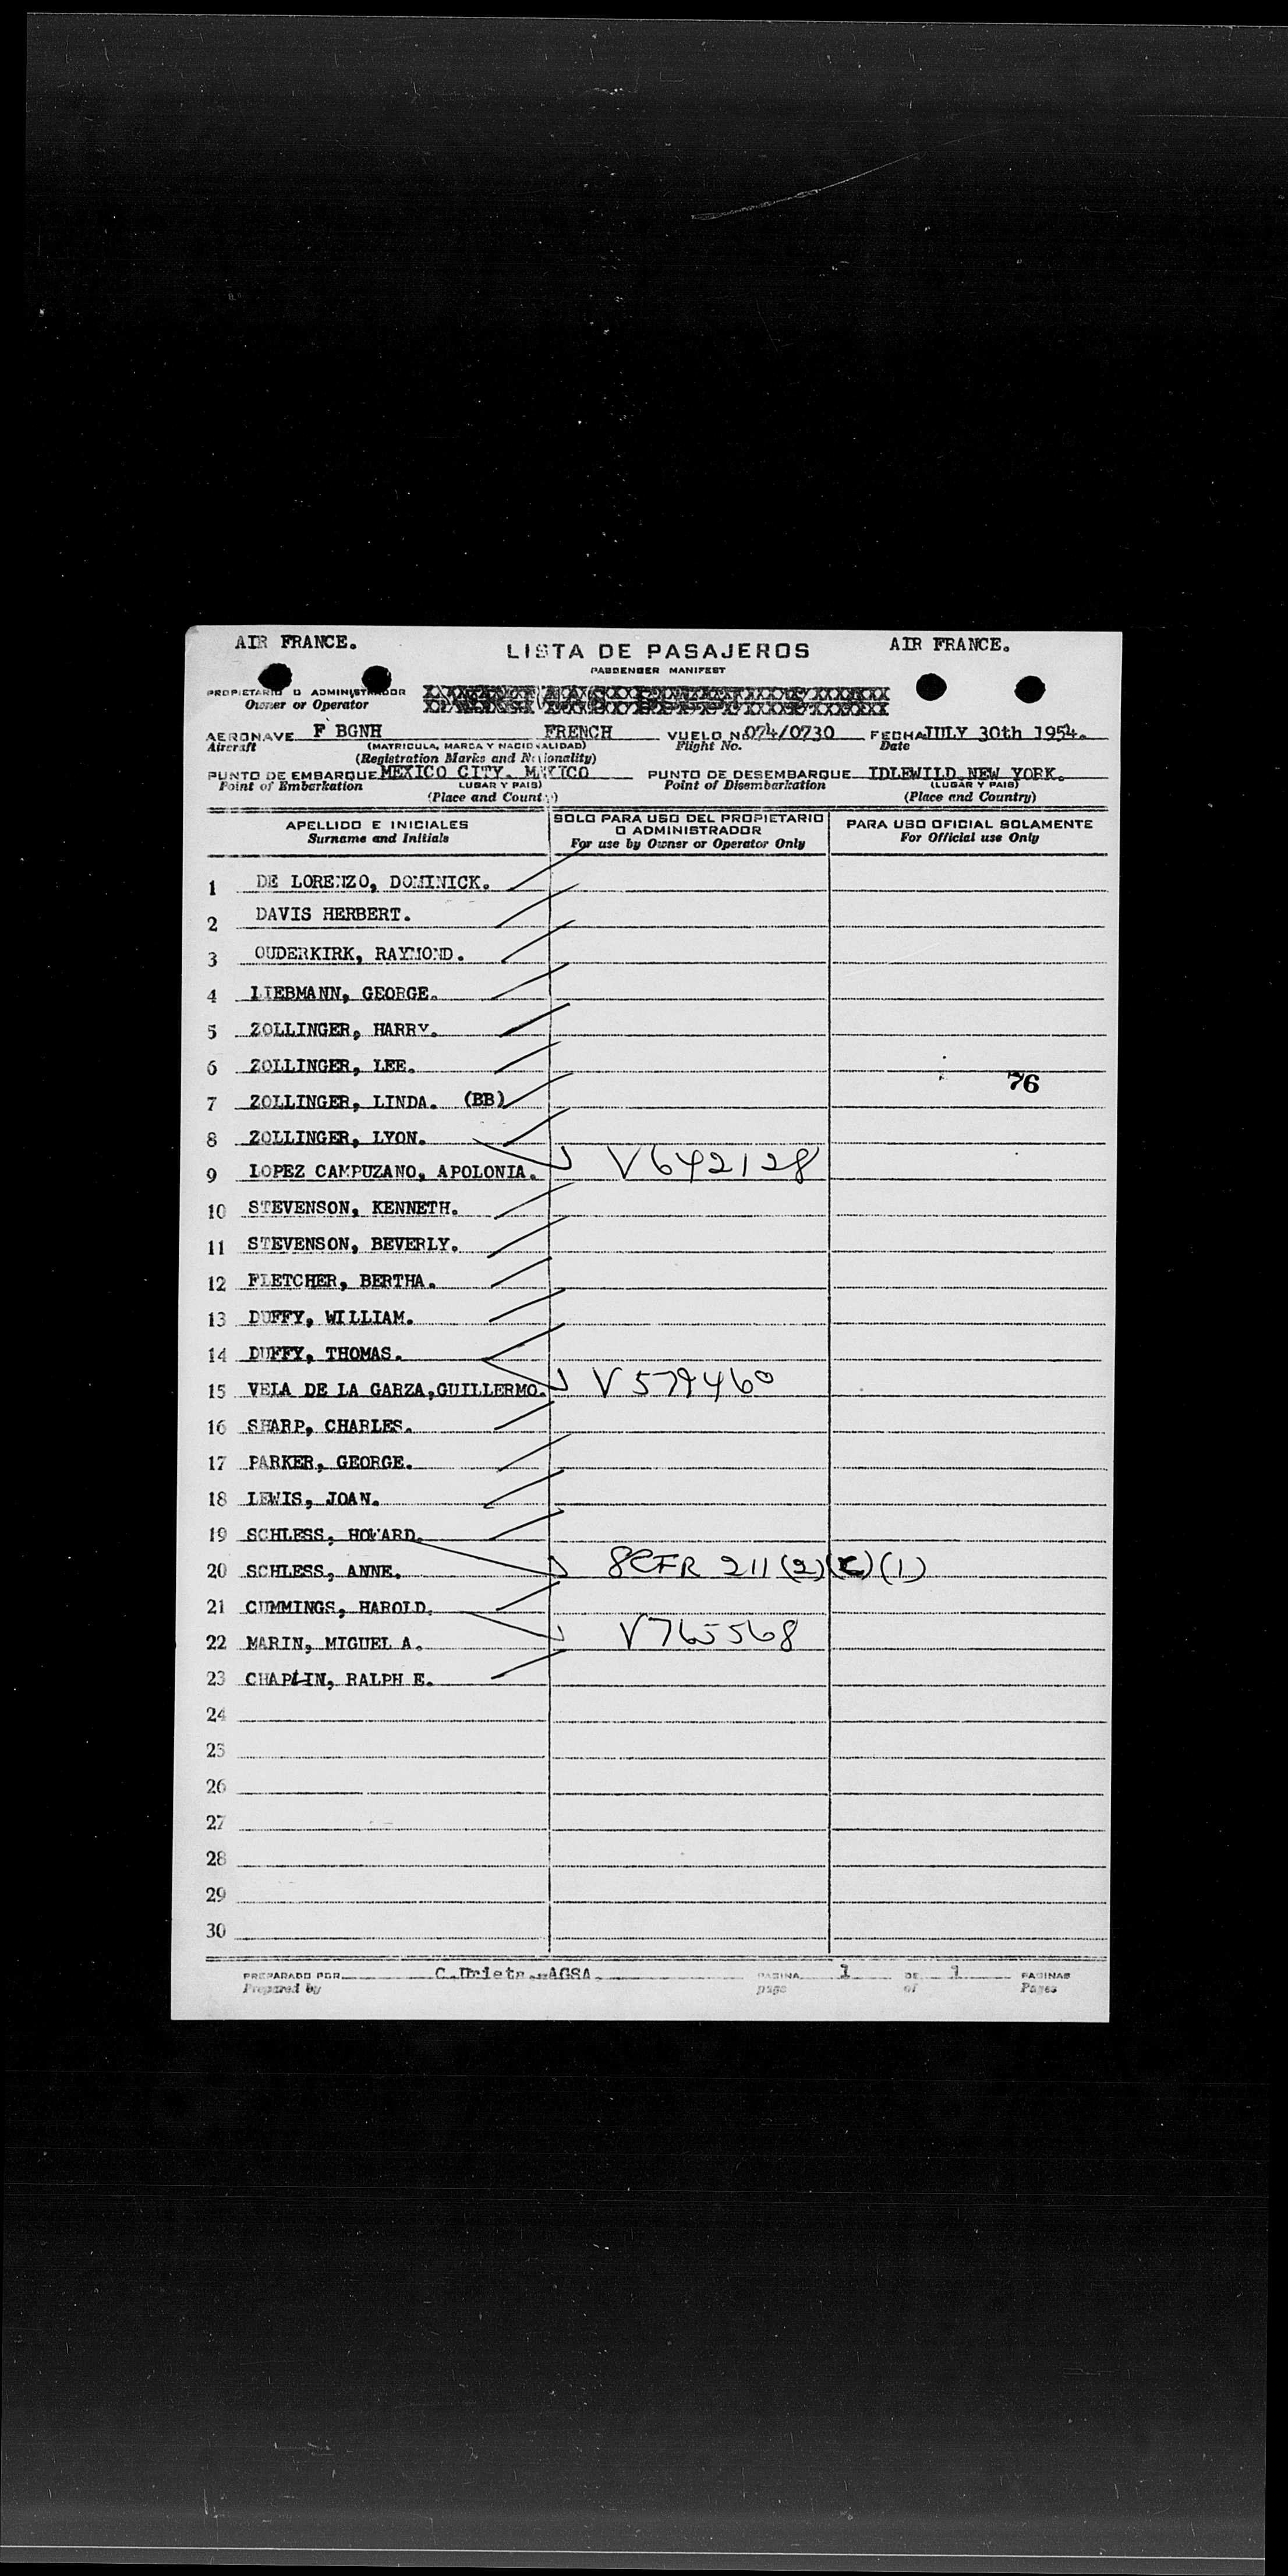 AIR FRANCE. LISTA DE PASAJEROS AIR FRANCE.
PASSENGER MANIFEST
PROPIETARIO O ADMINISTRADOR
Owner or Operator
AERONAVE F BGNH FRENCH VUELO No 074/0730 FECHA JULY 30th 1954.
Aircraft (MATRICULA, MARCA Y NACIONALIDAD) Flight No. Date
(Registration Marks and Nationality)
PUNTO DE EMBARQUE MEXICO CITY. MEXICO PUNTO DE DESEMBARQUE IDLEWILD NEW YORK.
Point of Embarkation LUGAR Y PAIS) Point of Disembarkation (LUGAR Y PAIS)
(Place and Country) (Place and Country)
APELLIDO E INICIALES SOLO PARA USO DEL PROPIETARIO O ADMINISTRADOR PARA USO OFICIAL SOLAMENTE
Surname and Initials For use by Owner or Operator Only For Official use Only
1 DE LORENZO, DOMINICK.
2 DAVIS HERBERT.
3 OUDERKIRK, RAYMOND.
4 LIEBMANN, GEORGE.
5 ZOLLINGER, HARRY.
6 ZOLLINGER, LEE.
76
7 ZOLLINGER, LINDA. (BB)
8 ZOLLINGER, LYON.
9 LOPEZ CAMPUZANO, APOLONIA. V642128
10 STEVENSON, KENNETH.
11 STEVENSON, BEVERLY.
12 FLETCHER, BERTHA.
13 DUFFY, WILLIAM.
14 DUFFY, THOMAS.
15 VELA DE LA GARZA,GUILLERMO. V 579460
16 SHARP, CHARLES.
17 PARKER, GEORGE.
18 LEWIS, JOAN.
19 SCHLESS, HOWARD.
20 SCHLESS, ANNE. 8CFR 211 (2)(c)(1)
21 CUMMINGS, HAROLD.
22 MARIN, MIGUEL A. V765568
23 CHAPLIN, RALPH E.
24
25
26
27
28
29
30
PREPARADO POR AGSA. PAGINA 1 DE 1 PAGINAS
Prepared by page of Pages